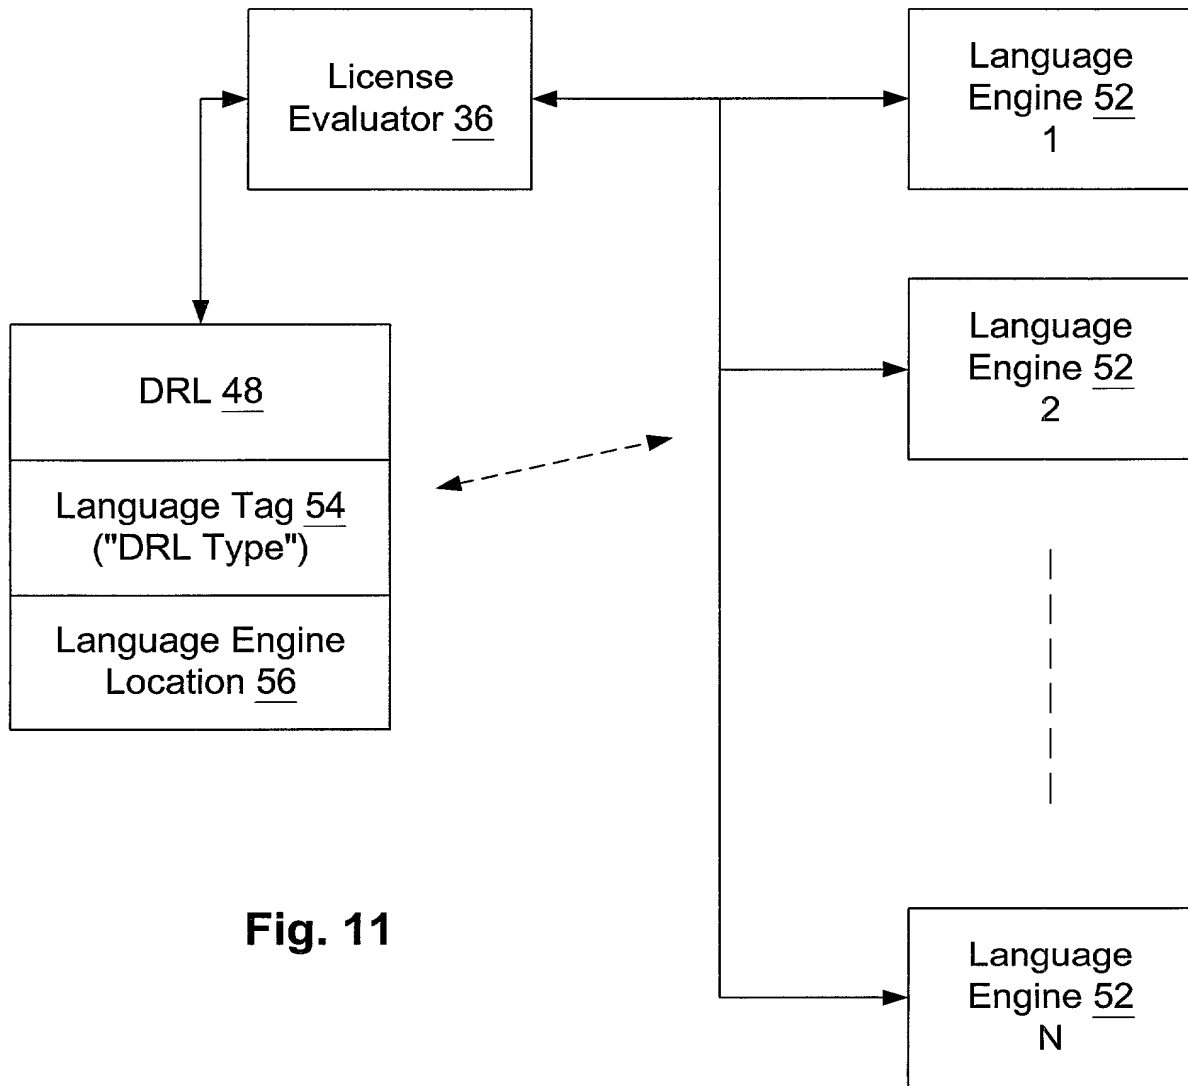 License
Evaluator 36
Language
Engine 52
1
Language
Engine 52
2
DRL 48
Language Tag 54
("DRL Type")
Language Engine
Location 56
Fig. 11
Language
Engine 52
N